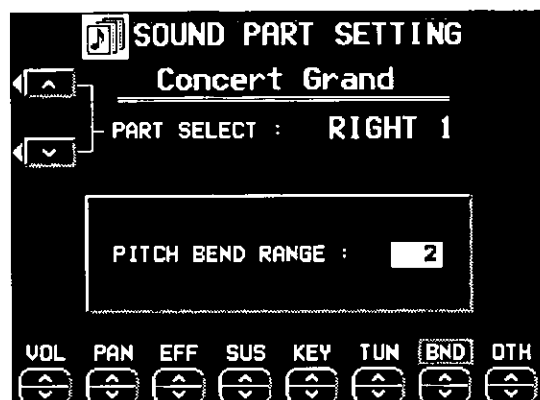 SOUND PART SETTING
Concert Grand
PART SELECT : RIGHT 1
PITCH BEND RANGE : 2
VOL PAN EFF SUS KEY TUN BND OTH